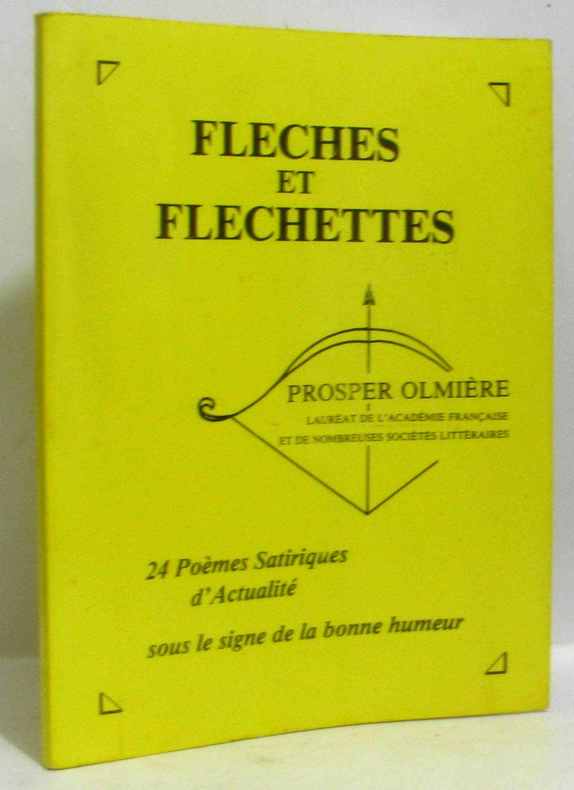 FLECHES
ET
FLECHETTES
PROSPER OLMIÈRE
LAURÉAT DE L'ACADÉMIE FRANÇAISE
ET DE NOMBREUSES SOCIÉTÉS LITTÉRAIRES
24 Poèmes Satiriques
d'Actualité
sous le signe de la bonne humeur